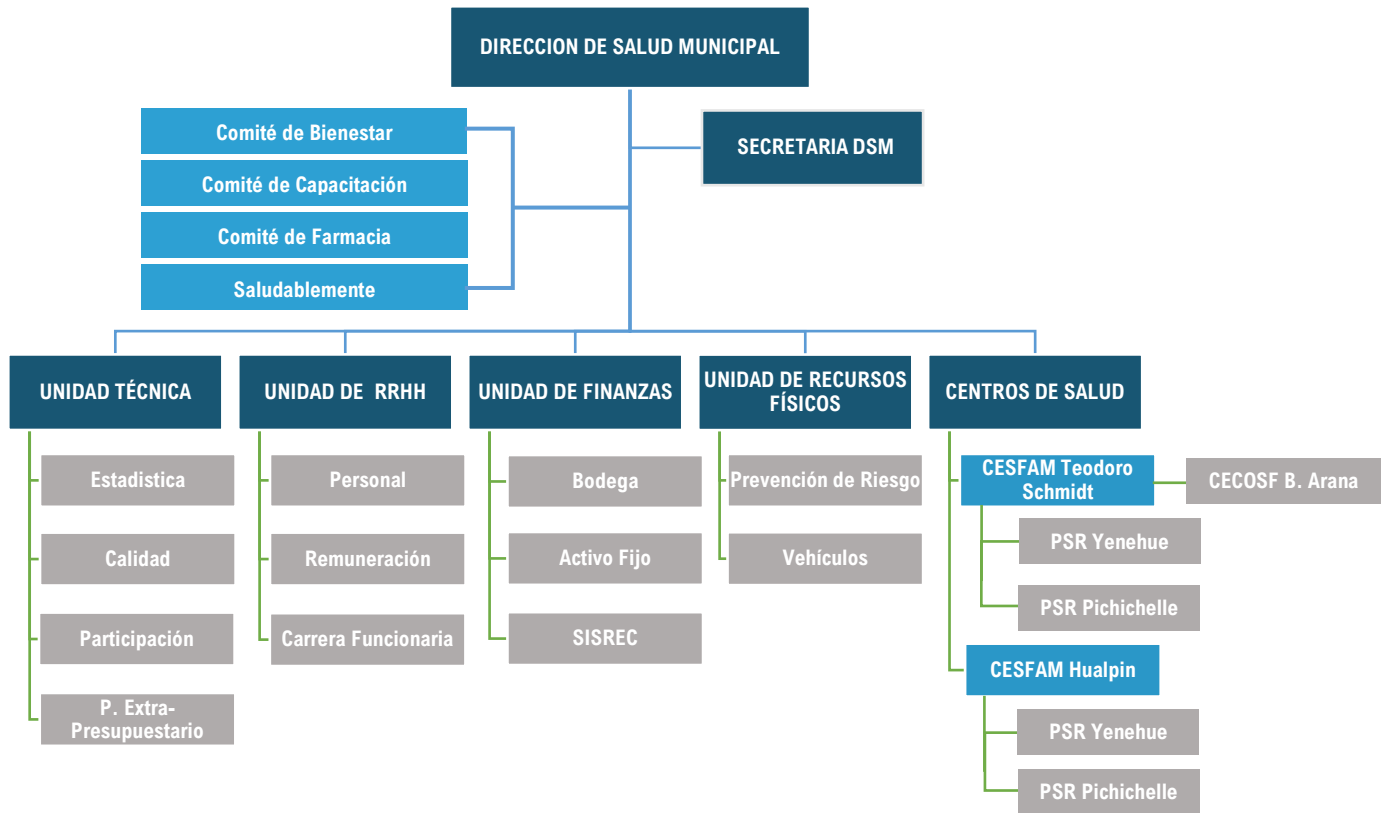 DIRECCION DE SALUD MUNICIPAL
Comité de Bienestar
SECRETARIA DSM
Comité de Capacitación
Comité de Farmacia
Saludablemente
UNIDAD TÉCNICA
UNIDAD DE RRHH
UNIDAD DE FINANZAS
UNIDAD DE RECURSOS
FÍSICOS
CENTROS DE SALUD
Estadistica
Calidad
Participación
P. Extra-
Presupuestario
Personal
Remuneración
Carrera Funcionaria
Bodega
Activo Fijo
SISREC
Prevención de Riesgo
Vehículos
CESFAM Teodoro
Schmidt
CECOSF B. Arana
PSR Yenehue
PSR Pichichelle
CESFAM Hualpin
PSR Yenehue
PSR Pichichelle